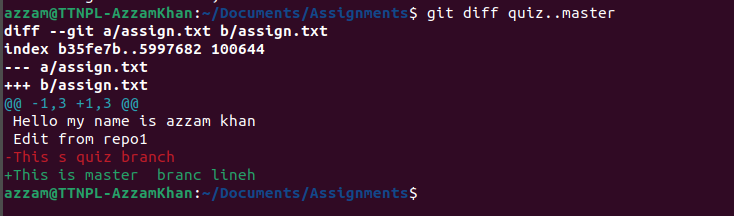 azzam@TTNPL-AzzamKhan:~/Documents/Assignments$ git diff quiz..master
diff --git a/assign.txt b/assign.txt
index b35fe7b..5997682 100644
--- a/assign.txt
+++ b/assign.txt
@@ -1,3 +1,3 @@
 Hello my name is azzam khan
 Edit from repo1
-This s quiz branch
+This is master  branc lineh
azzam@TTNPL-AzzamKhan:~/Documents/Assignments$